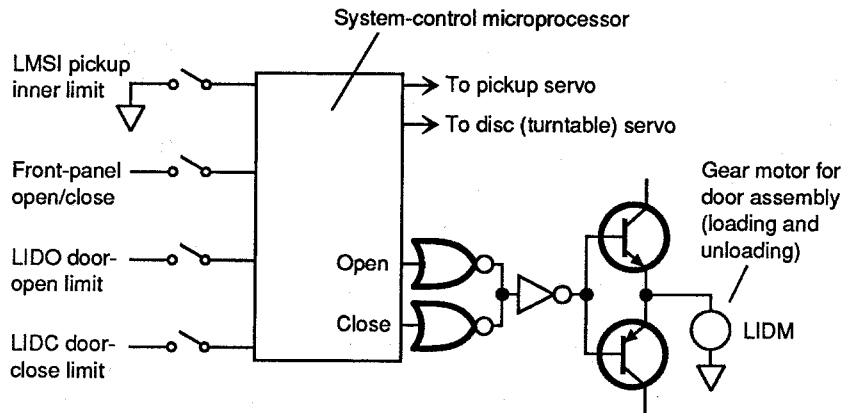 System-control microprocessor
LMSI pickup
inner limit
To pickup servo
To disc (turntable) servo
Front-panel
open/close
Gear motor for
door assembly
(loading and
unloading)
LIDO door-
open limit
Open
Close
LIDC door-
close limit
LIDM